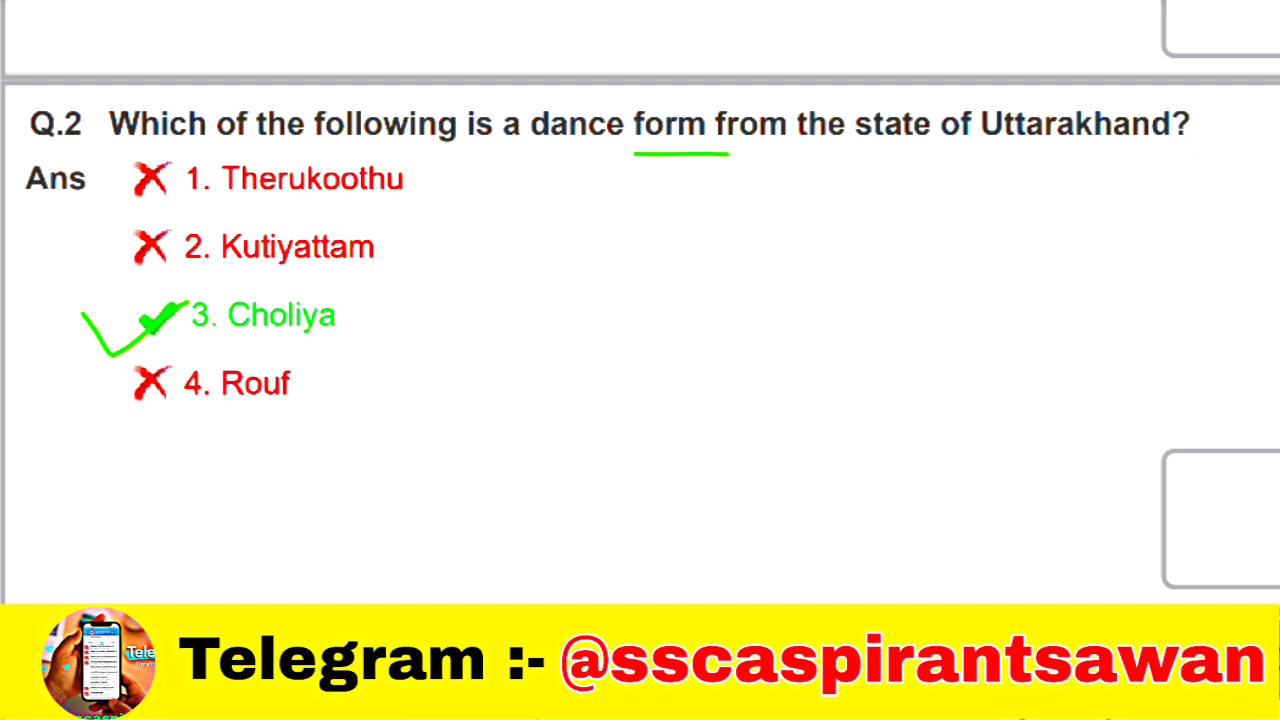 Q.2 Which of the following is a dance form from the state of Uttarakhand?
Ans 1. Therukoothu
2. Kutiyattam
3. Choliya
4. Rouf
Telegram :- @sscaspirantsawan
Tele